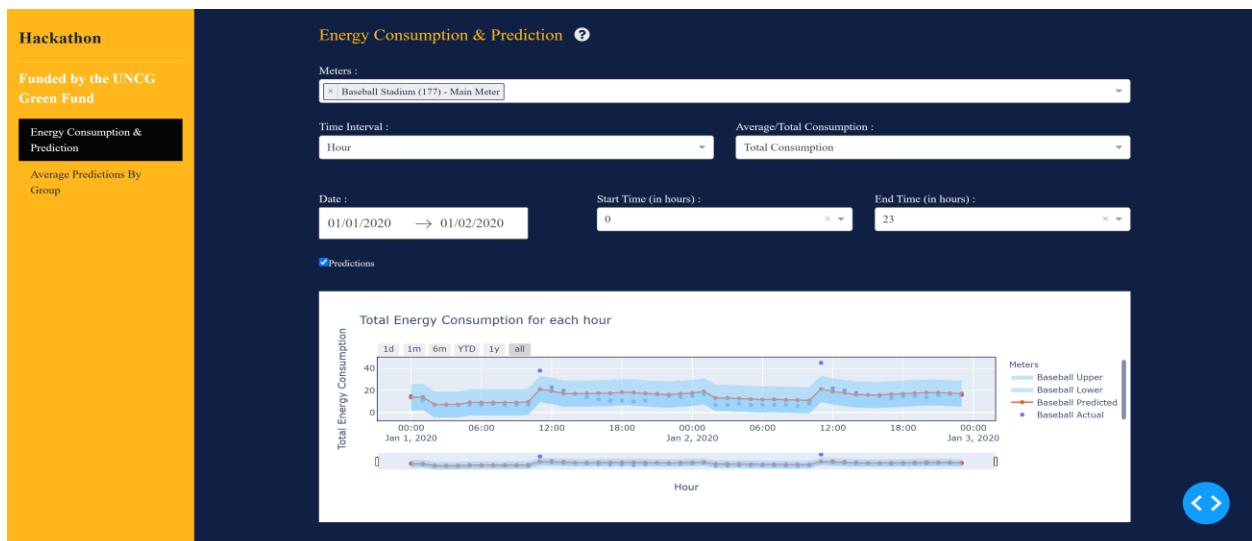 Hackathon
Funded by the UNCG
Green Fund
Energy Consumption &
Prediction
Average Predictions By
Group
Energy Consumption & Prediction ?
Meters :
× Baseball Stadium (177) - Main Meter
Time Interval :
Hour
Average/Total Consumption :
Total Consumption
Date :
01/01/2020 → 01/02/2020
Start Time (in hours) :
0 ×
End Time (in hours) :
23 ×
Predictions
Total Energy Consumption for each hour
1d 1m 6m YTD 1y all
Total Energy Consumption
40
20
0
00:00 06:00 12:00 18:00 00:00 06:00 12:00 18:00 00:00
Jan 1, 2020 Jan 2, 2020 Jan 3, 2020
Hour
Meters
Baseball Upper
Baseball Lower
Baseball Predicted
Baseball Actual